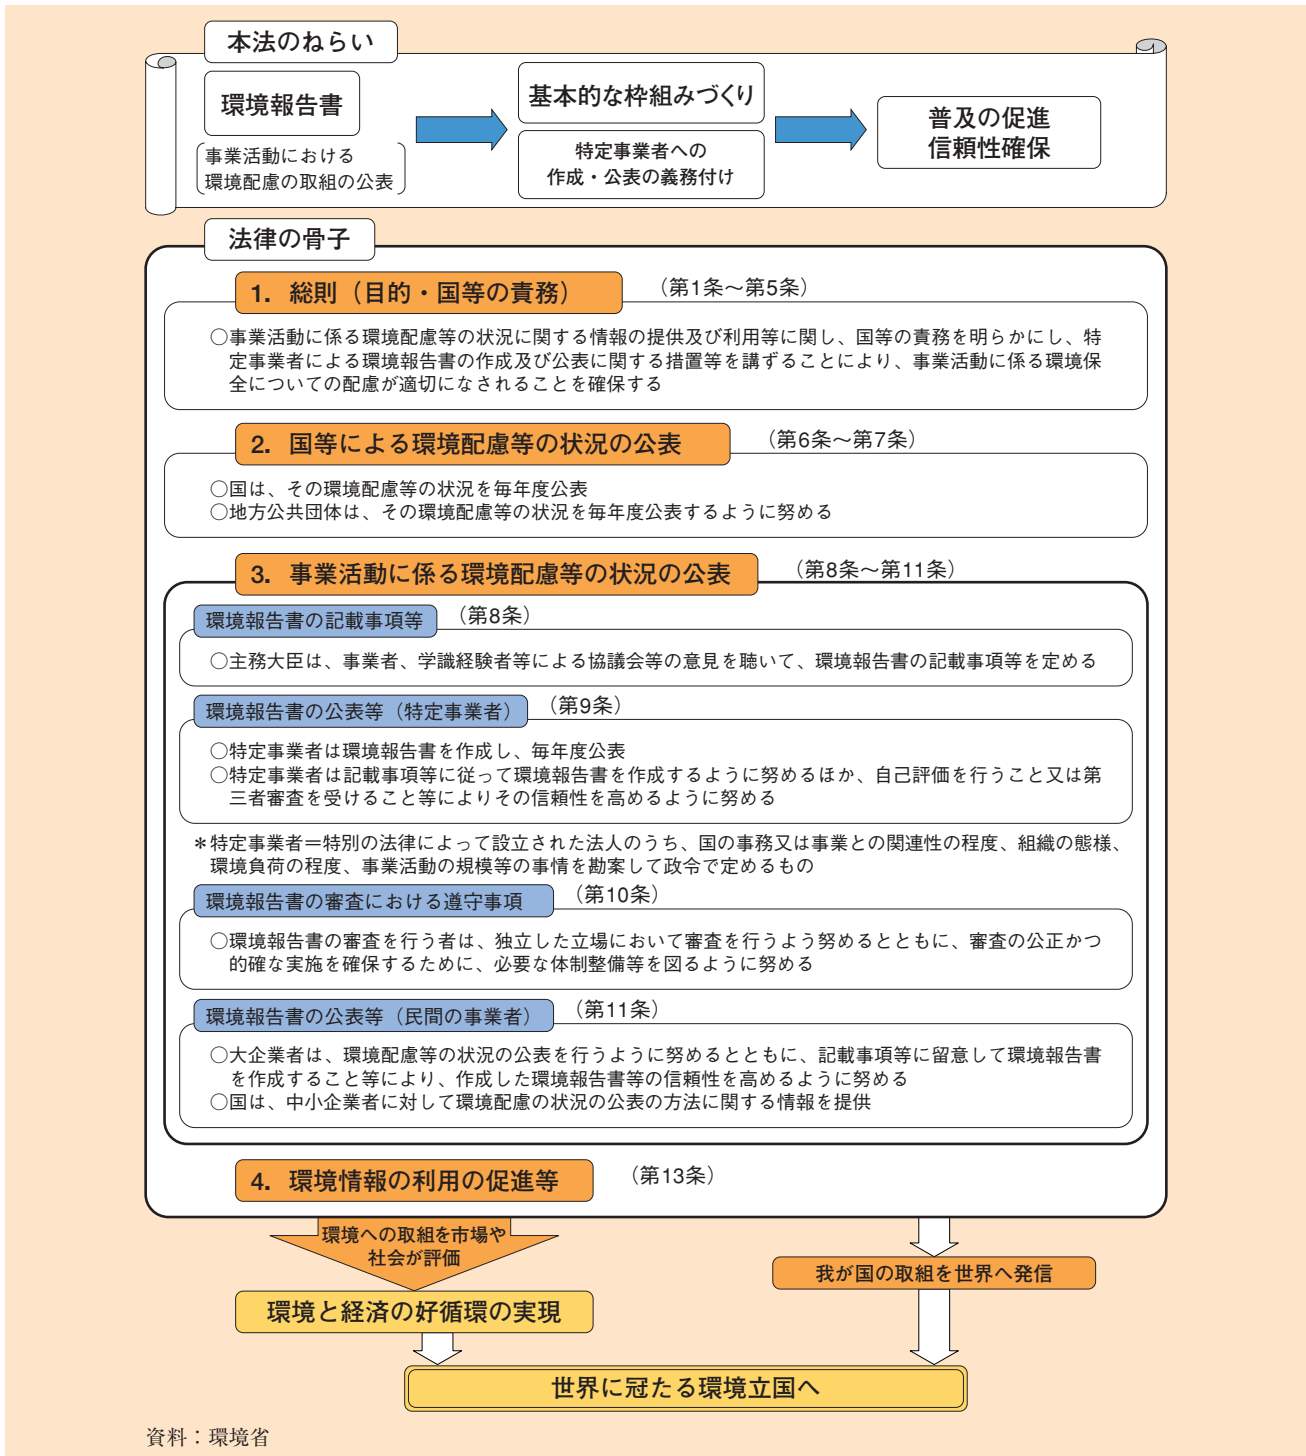 本法のねらい
環境報告書
事業活動における
環境配慮の取組の公表
基本的な枠組みづくり
特定事業者への
作成・公表の義務付け
普及の促進
信頼性確保
法律の骨子
1. 総則（目的・国等の責務）（第1条～第5条）
○事業活動に係る環境配慮等の状況に関する情報の提供及び利用等に関し、国等の責務を明らかにし、特
定事業者による環境報告書の作成及び公表に関する措置等を講ずることにより、事業活動に係る環境保
全についての配慮が適切になされることを確保する
2. 国等による環境配慮等の状況の公表（第6条～第7条）
○国は、その環境配慮等の状況を毎年度公表
○地方公共団体は、その環境配慮等の状況を毎年度公表するように努める
3. 事業活動に係る環境配慮等の状況の公表（第8条～第11条）
環境報告書の記載事項等（第8条）
○主務大臣は、事業者、学識経験者等による協議会等の意見を聴いて、環境報告書の記載事項等を定める
環境報告書の公表等（特定事業者）（第9条）
○特定事業者は環境報告書を作成し、毎年度公表
○特定事業者は記載事項等に従って環境報告書を作成するように努めるほか、自己評価を行うこと又は第
三者審査を受けること等によりその信頼性を高めるように努める
＊特定事業者＝特別の法律によって設立された法人のうち、国の事務又は事業との関連性の程度、組織の態様、
環境負荷の程度、事業活動の規模等の事情を勘案して政令で定めるもの
環境報告書の審査における遵守事項（第10条）
○環境報告書の審査を行う者は、独立した立場において審査を行うよう努めるとともに、審査の公正かつ
的確な実施を確保するために、必要な体制整備等を図るように努める
環境報告書の公表等（民間の事業者）（第11条）
○大企業者は、環境配慮等の状況の公表を行うように努めるとともに、記載事項等に留意して環境報告書
を作成すること等により、作成した環境報告書等の信頼性を高めるように努める
○国は、中小企業者に対して環境配慮の状況の公表の方法に関する情報を提供
4. 環境情報の利用の促進等（第13条）
環境への取組を市場や
社会が評価
我が国の取組を世界へ発信
環境と経済の好循環の実現
世界に冠たる環境立国へ
資料：環境省